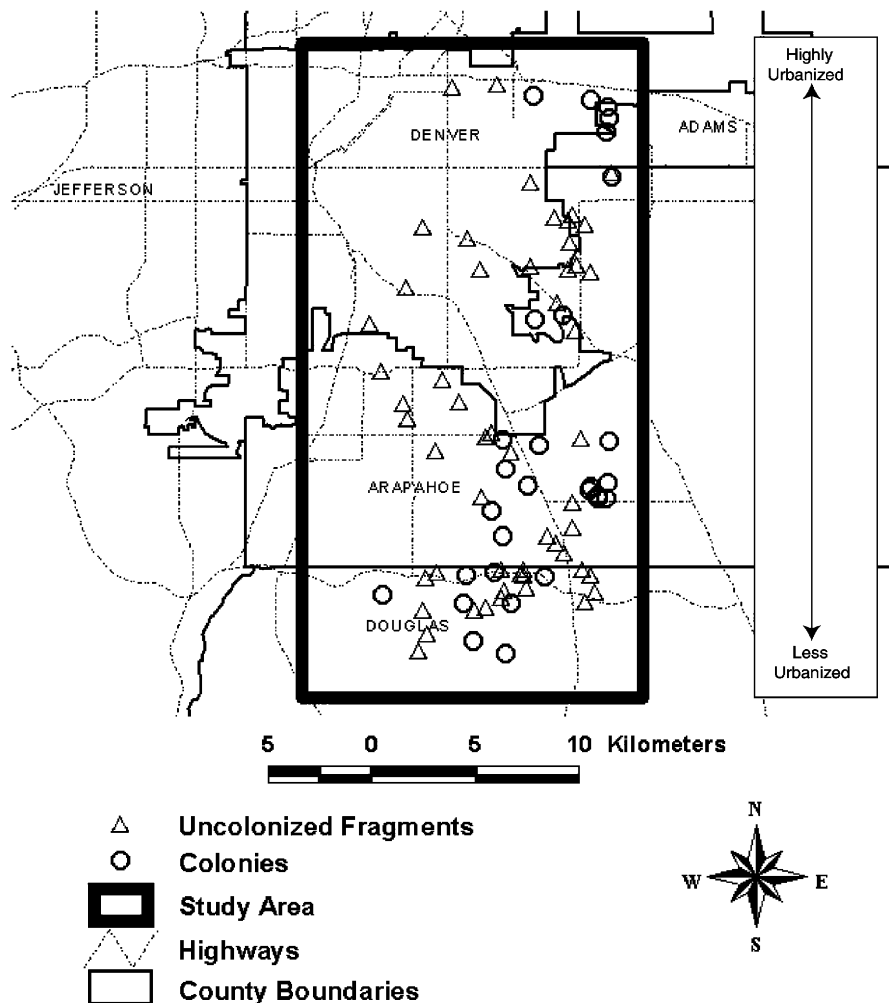 Highly
Urbanized
DENVER
ADAMS
JEFFERSON
ARAPAHOE
DOUGLAS
Less
Urbanized
5 0 5 10 Kilometers
Uncolonized Fragments
Colonies
Study Area
Highways
County Boundaries
N
W E
S